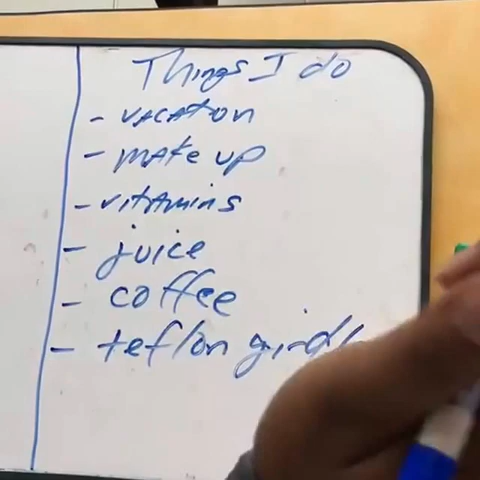 Things I do
- vacation
- make up
- vitamins
- juice
- coffee
- teflon